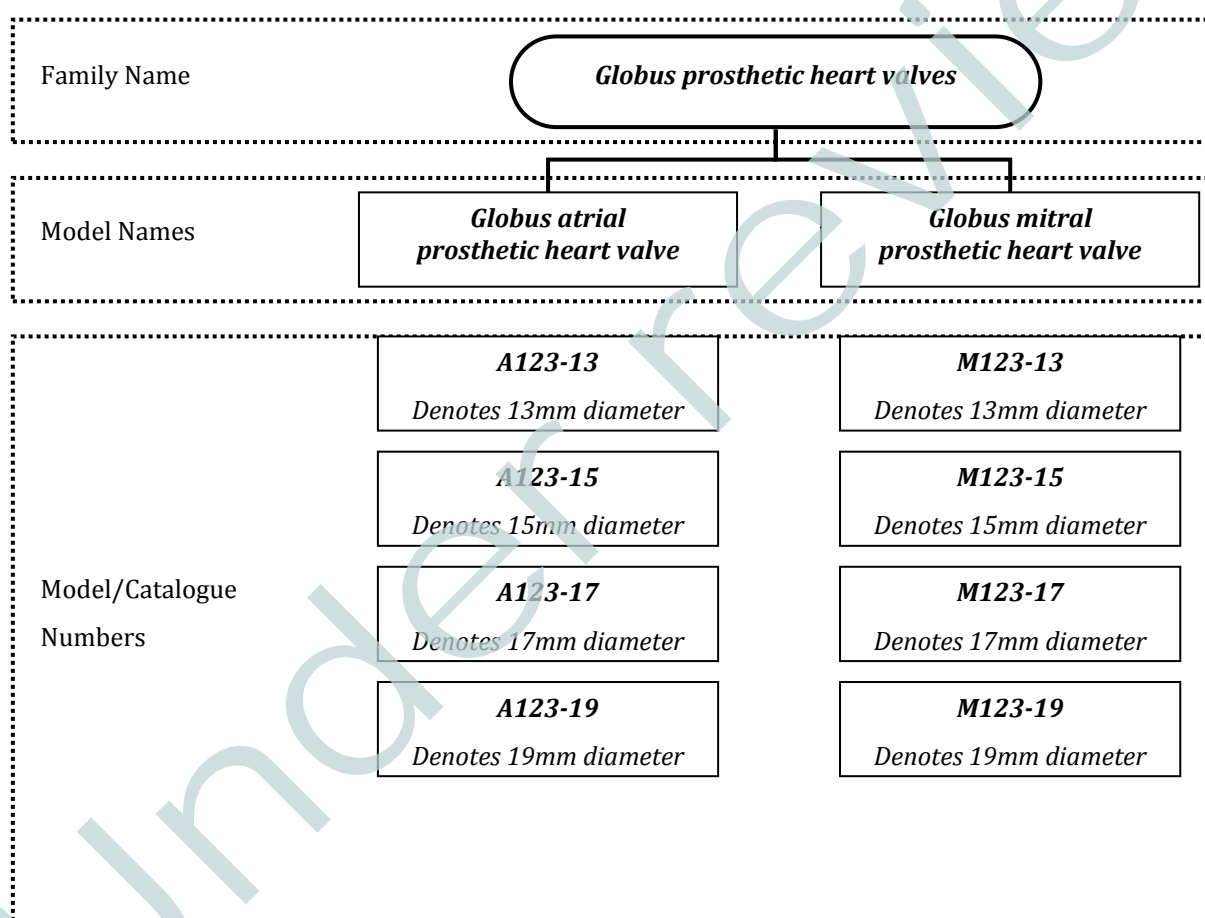 Family Name
Globus prosthetic heart valves
Model Names
Globus atrial
prosthetic heart valve
Globus mitral
prosthetic heart valve
Model/Catalogue
Numbers
A123-13
Denotes 13mm diameter
M123-13
Denotes 13mm diameter
A123-15
Denotes 15mm diameter
M123-15
Denotes 15mm diameter
A123-17
Denotes 17mm diameter
M123-17
Denotes 17mm diameter
A123-19
Denotes 19mm diameter
M123-19
Denotes 19mm diameter
Under review